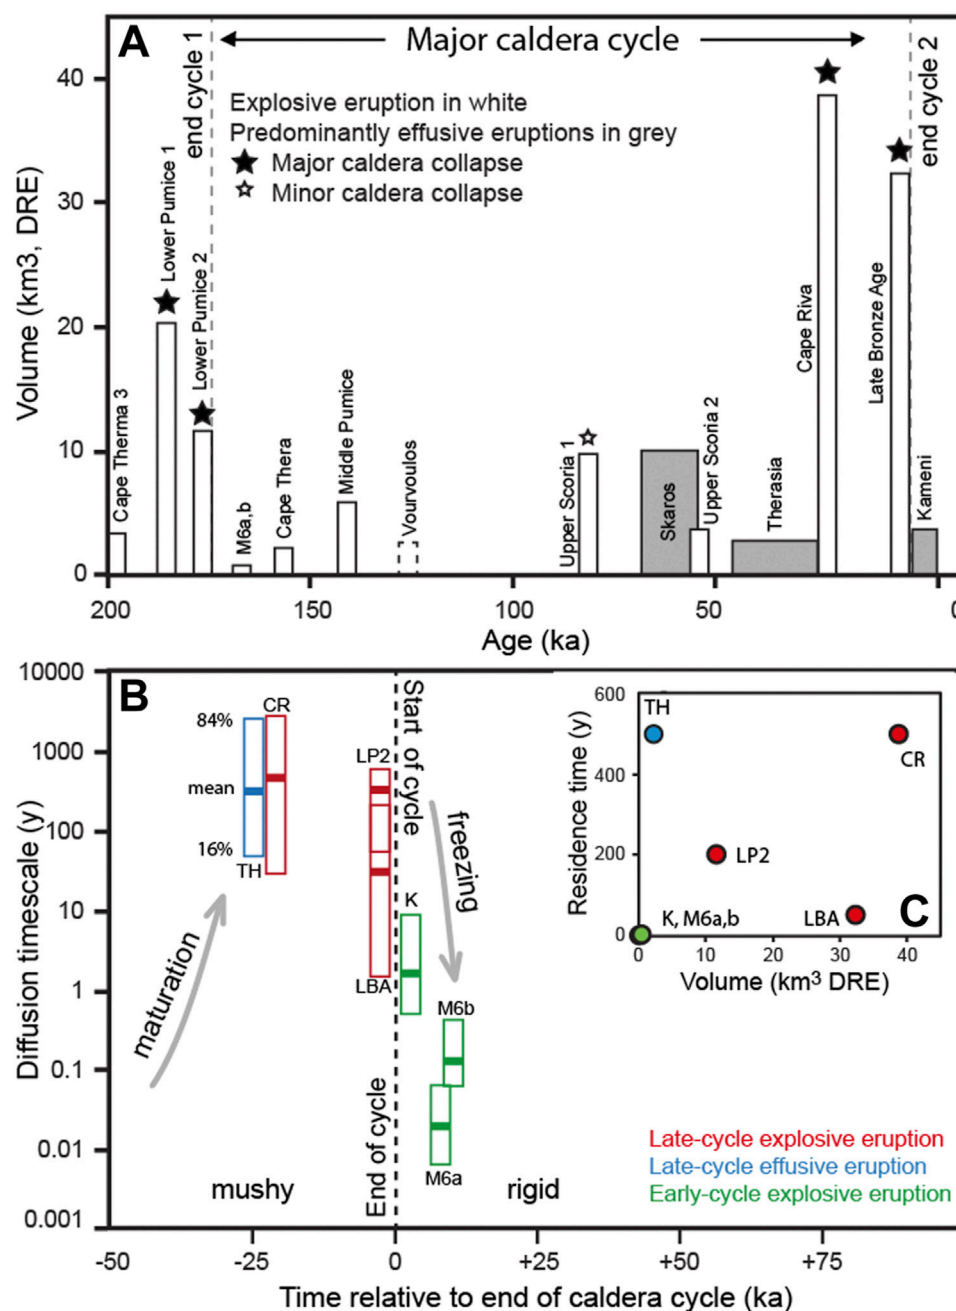 A
Major caldera cycle
end cycle 1
end cycle 2
Explosive eruption in white
Predominantly effusive eruptions in grey
Major caldera collapse
Minor caldera collapse
Volume (km3, DRE)
40
30
20
10
0
Cape Therma 3
Lower Pumice 1
Lower Pumice 2
M6a,b
Cape Thera
Middle Pumice
Vourvoulos
Upper Scoria 1
Skaros
Upper Scoria 2
Therasia
Cape Riva
Late Bronze Age
Kameni
200
150
100
50
0
Age (ka)
B
Diffusion timescale (y)
10000
1000
100
10
1
0.1
0.01
0.001
84%
mean
16%
TH
CR
LP2
LBA
K
M6b
M6a
maturation
freezing
Start of cycle
End of cycle
mushy
rigid
Late-cycle explosive eruption
Late-cycle effusive eruption
Early-cycle explosive eruption
-50
-25
0
+25
+50
+75
Time relative to end of caldera cycle (ka)
C
Residence time (y)
600
400
200
0
TH
CR
LP2
LBA
K, M6a,b
0
10
20
30
40
Volume (km³ DRE)